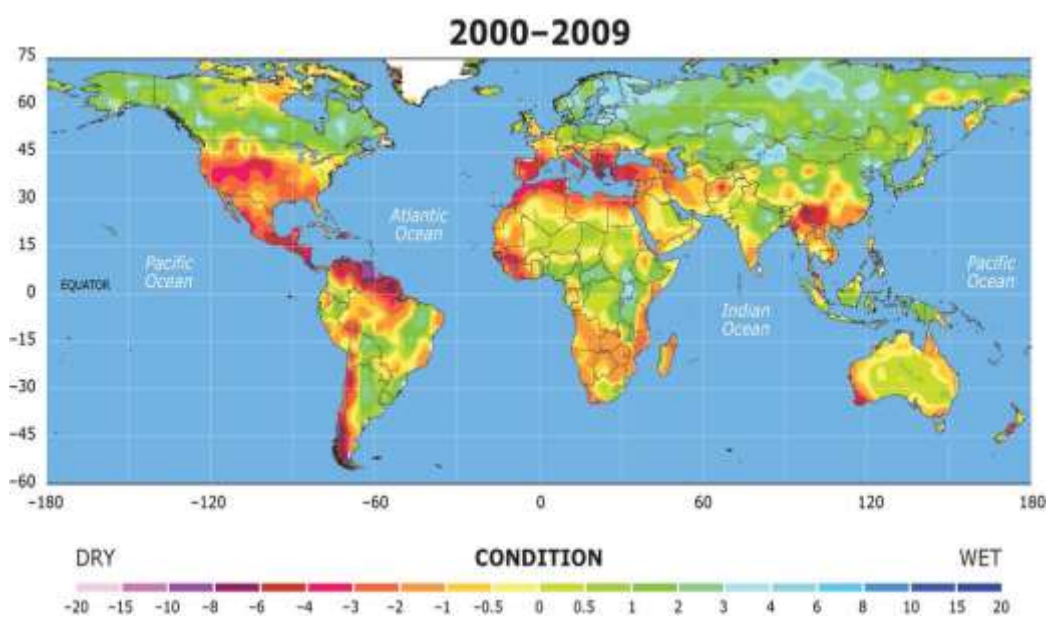 2000–2009
75
60
45
30
15
0
−15
−30
−45
−60
Atlantic
Ocean
Pacific
Ocean
EQUATOR
Indian
Ocean
Pacific
Ocean
−180 −120 −60 0 60 120 180
DRY CONDITION WET
−20 −15 −10 −8 −6 −4 −3 −2 −1 −0.5 0 0.5 1 2 3 4 6 8 10 15 20